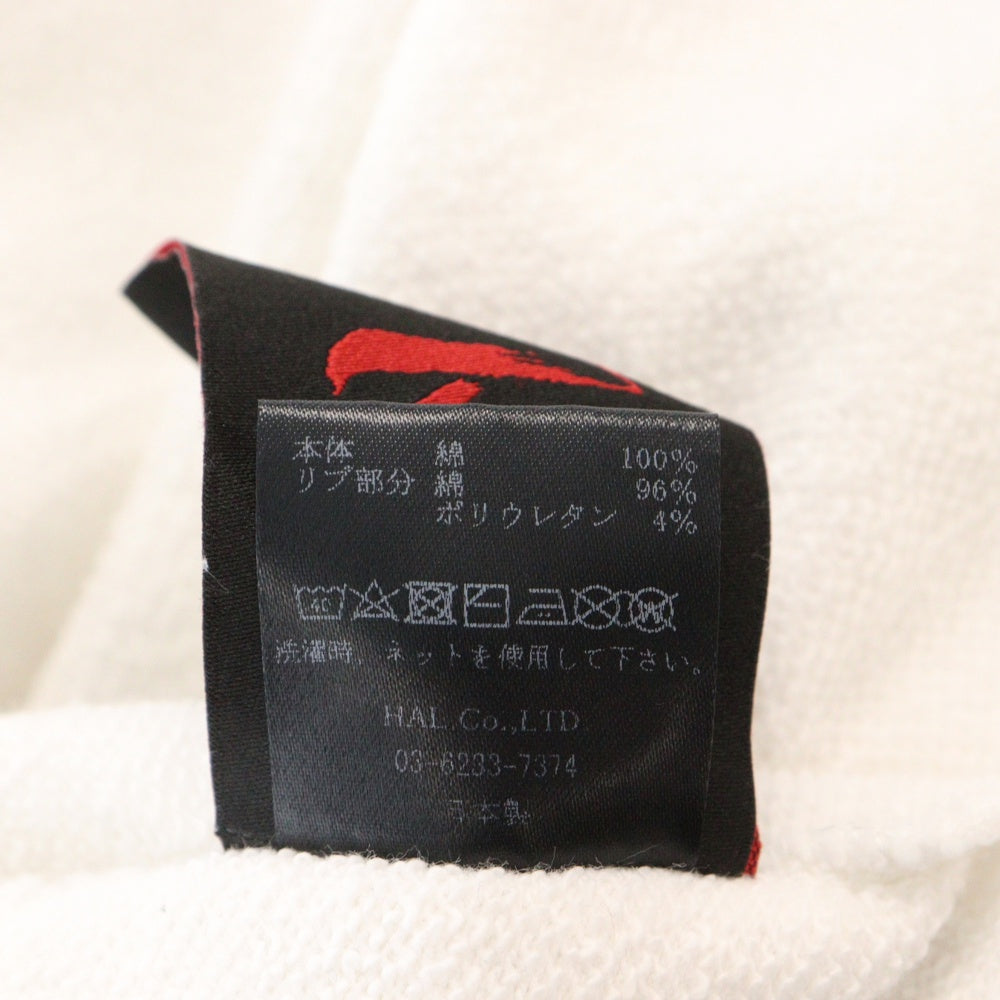 本体 綿 100%
リブ部分 綿 96%
ポリウレタン 4%
洗濯時、ネットを使用して下さい。
HAL.Co.,LTD
03-6233-7374
日本製